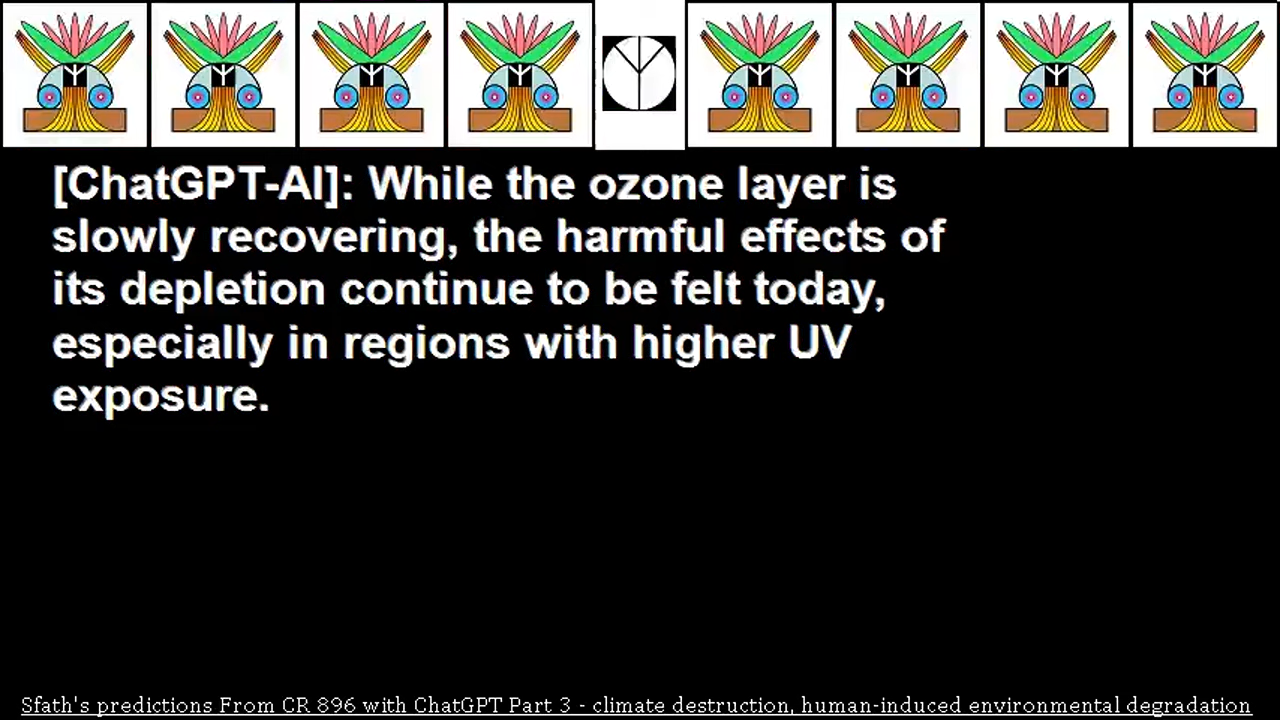 [ChatGPT-AI]: While the ozone layer is
slowly recovering, the harmful effects of
its depletion continue to be felt today,
especially in regions with higher UV
exposure.
Sfath's predictions From CR 896 with ChatGPT Part 3 - climate destruction, human-induced environmental degradation